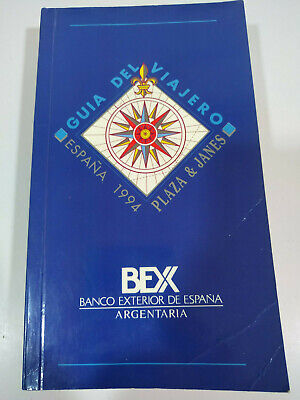 GUIA DEL VIAJERO
ESPAÑA 1994
PLAZA & JANES
BEX
BANCO EXTERIOR DE ESPAÑA
ARGENTARIA